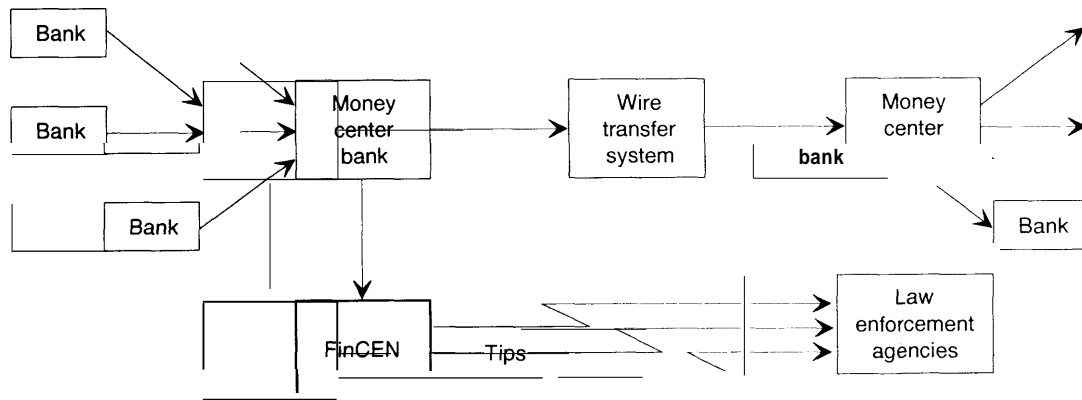 Bank
Bank
Bank
Money
center
bank
Wire
transfer
system
Money
center
bank
Bank
FinCEN
Tips
Law
enforcement
agencies